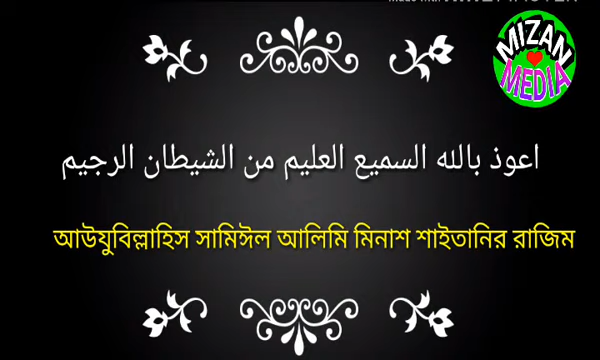 MIZAN
MEDIA
اعوذ بالله السميع العليم من الشيطان الرجيم
আউযুবিল্লাহিস সামিঈল আলিমি মিনাশ শাইতানির রাজিম